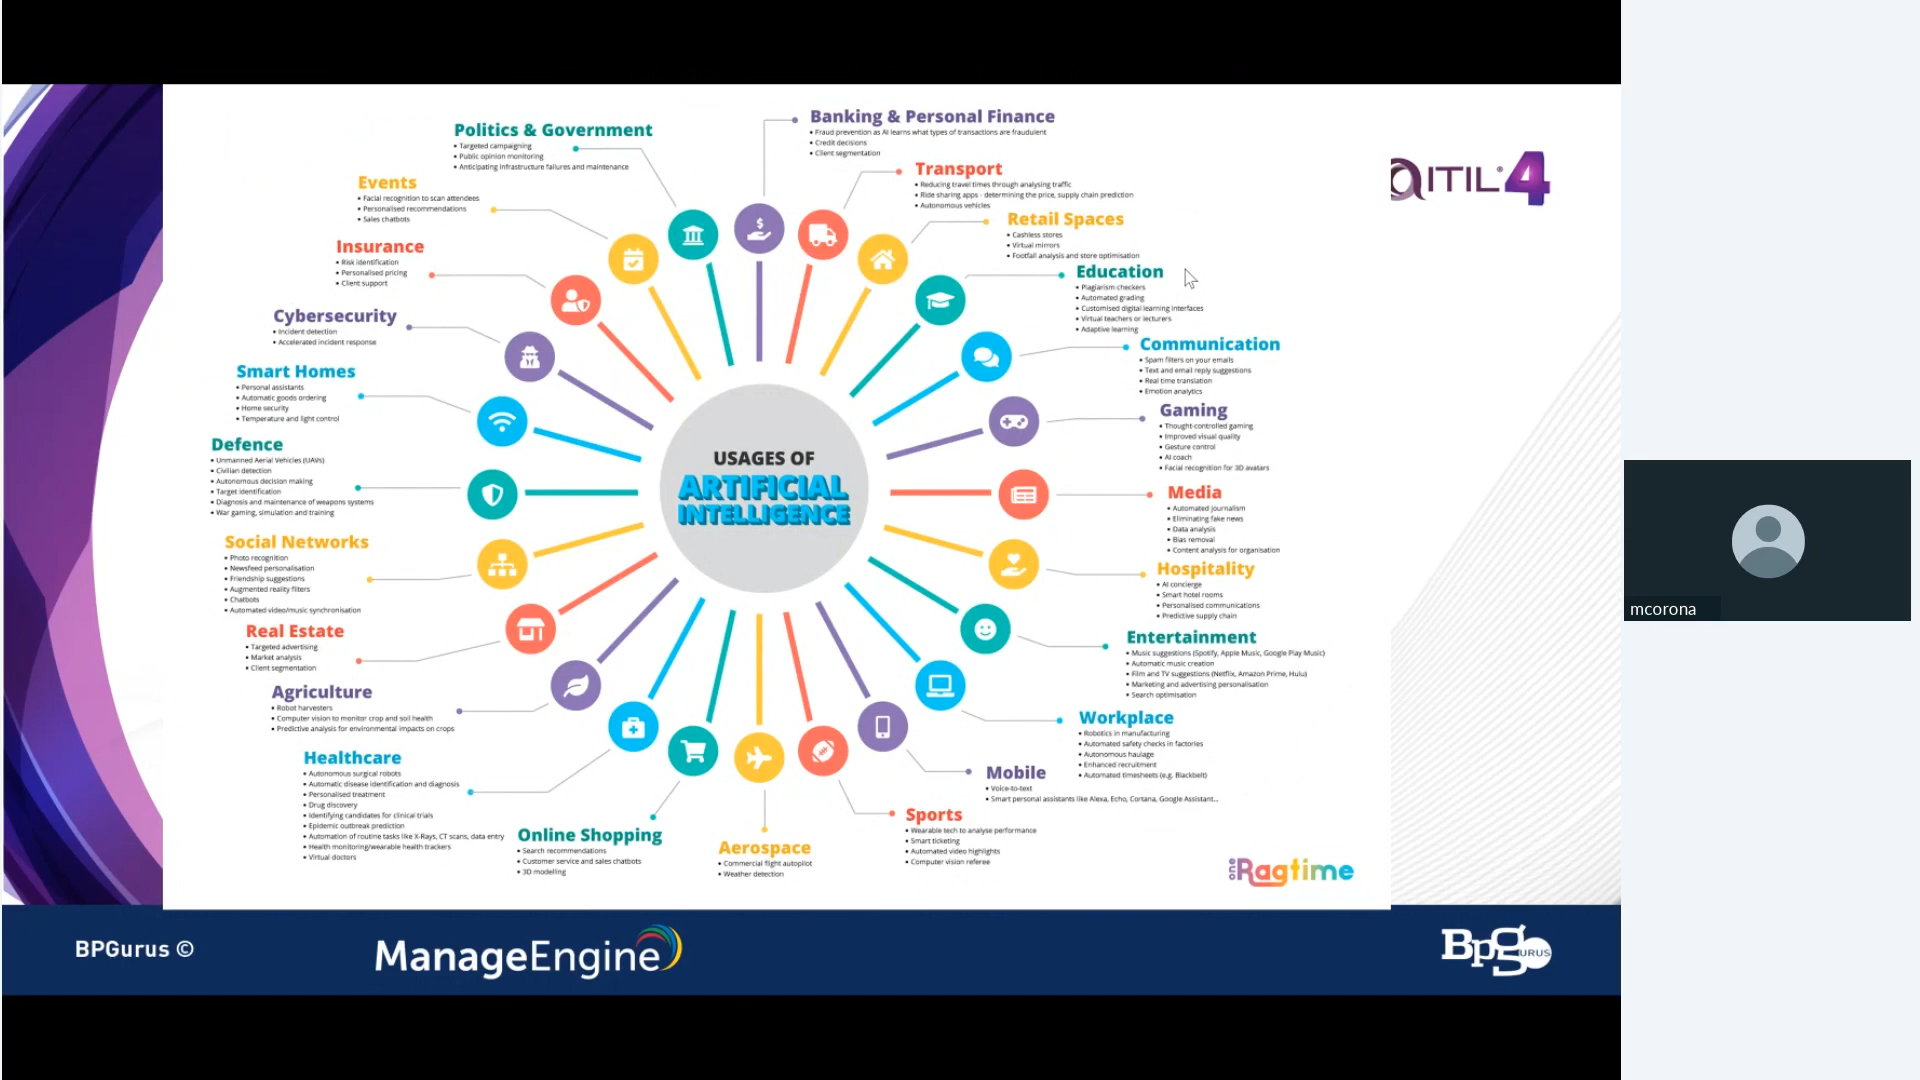 Banking & Personal Finance
• Fraud prevention as AI learns what types of transactions are fraudulent
• Credit decisions
• Client segmentation
Transport
• Reducing travel times through analysing traffic
• Ride sharing apps - determining the price, supply chain prediction
• Autonomous vehicles
Retail Spaces
• Cashless stores
• Virtual mirrors
• Footfall analysis and store optimisation
Education
• Plagiarism checkers
• Automated grading
• Customised digital learning interfaces
• Virtual teachers or lecturers
• Adaptive learning
Communication
• Spam filters on your emails
• Text and email reply suggestions
• Real time translation
• Emotion analytics
Gaming
• Thought-controlled gaming
• Improved visual quality
• Gesture control
• AI coach
• Facial recognition for 3D avatars
Media
• Automated journalism
• Eliminating fake news
• Data analysis
• Bias removal
• Content analysis for organisation
Hospitality
• AI concierge
• Smart hotel rooms
• Personalised communications
• Predictive supply chain
Entertainment
• Music suggestions (Spotify, Apple Music, Google Play Music)
• Automatic music creation
• Film and TV suggestions (Netflix, Amazon Prime, Hulu)
• Marketing and advertising personalisation
• Search optimisation
Workplace
• Robotics in manufacturing
• Automated safety checks in factories
• Autonomous haulage
• Enhanced recruitment
• Automated timesheets (e.g. Blackbelt)
Mobile
• Voice-to-text
• Smart personal assistants like Alexa, Echo, Cortana, Google Assistant...
Sports
• Wearable tech to analyse performance
• Smart ticketing
• Automated video highlights
• Computer vision referee
Aerospace
• Commercial flight autopilot
• Weather detection
Online Shopping
• Search recommendations
• Customer service and sales chatbots
• 3D modelling
Healthcare
• Autonomous surgical robots
• Automatic disease identification and diagnosis
• Personalised treatment
• Drug discovery
• Identifying candidates for clinical trials
• Epidemic outbreak prediction
• Automation of routine tasks like X-Rays, CT scans, data entry
• Health monitoring/wearable health trackers
• Virtual doctors
Agriculture
• Robot harvesters
• Computer vision to monitor crop and soil health
• Predictive analysis for environmental impacts on crops
Real Estate
• Targeted advertising
• Market analysis
• Client segmentation
Social Networks
• Photo recognition
• Newsfeed personalisation
• Friendship suggestions
• Augmented reality filters
• Chatbots
• Automated video/music synchronisation
Defence
• Unmanned Aerial Vehicles (UAVs)
• Civilian detection
• Autonomous decision making
• Target identification
• Diagnosis and maintenance of weapons systems
• War gaming, simulation and training
Smart Homes
• Personal assistants
• Automatic goods ordering
• Home security
• Temperature and light control
Cybersecurity
• Incident detection
• Accelerated incident response
Insurance
• Risk identification
• Personalised pricing
• Client support
Events
• Facial recognition to scan attendees
• Personalised recommendations
• Sales chatbots
Politics & Government
• Targeted campaigning
• Public opinion monitoring
• Anticipating infrastructure failures and maintenance
USAGES OF
ARTIFICIAL
INTELLIGENCE
ITIL® 4
one Ragtime
mcorona
BPGurus ©
ManageEngine
BpGURUS